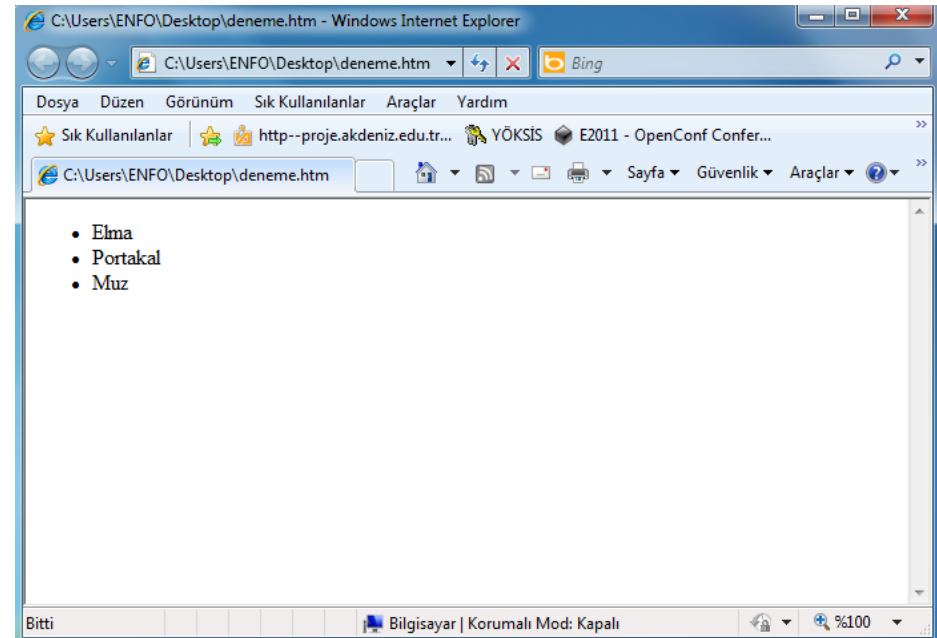 C:\Users\ENFO\Desktop\deneme.htm - Windows Internet Explorer
C:\Users\ENFO\Desktop\deneme.htm Bing
Dosya Düzen Görünüm Sık Kullanılanlar Araçlar Yardım
Sık Kullanılanlar http--proje.akdeniz.edu.tr... YÖKSİS E2011 - OpenConf Confer...
C:\Users\ENFO\Desktop\deneme.htm Sayfa Güvenlik Araçlar
Elma
Portakal
Muz
Bitti Bilgisayar | Korumalı Mod: Kapalı %100